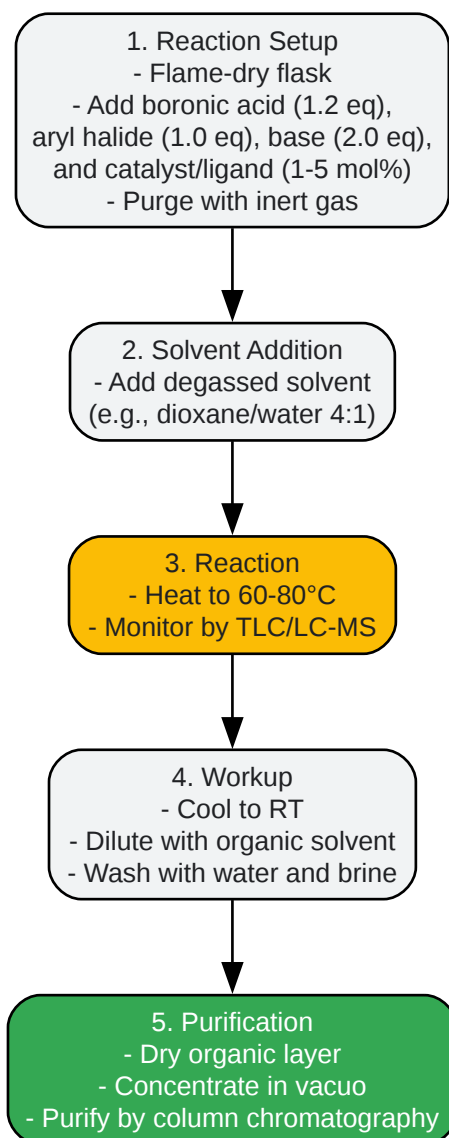 1. Reaction Setup
- Flame-dry flask
- Add boronic acid (1.2 eq),
aryl halide (1.0 eq), base (2.0 eq),
and catalyst/ligand (1-5 mol%)
- Purge with inert gas
2. Solvent Addition
- Add degassed solvent
(e.g., dioxane/water 4:1)
3. Reaction
- Heat to 60-80°C
- Monitor by TLC/LC-MS
4. Workup
- Cool to RT
- Dilute with organic solvent
- Wash with water and brine
5. Purification
- Dry organic layer
- Concentrate in vacuo
- Purify by column chromatography